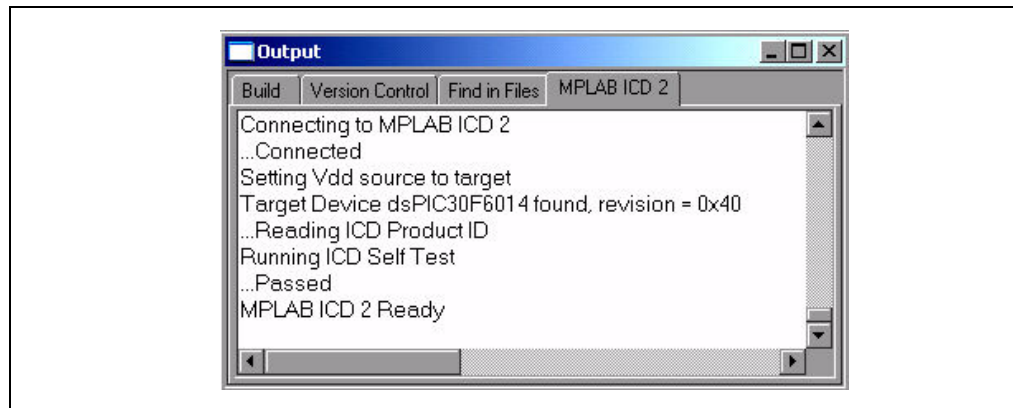 Output
Build Version Control Find in Files MPLAB ICD 2
Connecting to MPLAB ICD 2
...Connected
Setting Vdd source to target
Target Device dsPIC30F6014 found, revision = 0x40
...Reading ICD Product ID
Running ICD Self Test
...Passed
MPLAB ICD 2 Ready